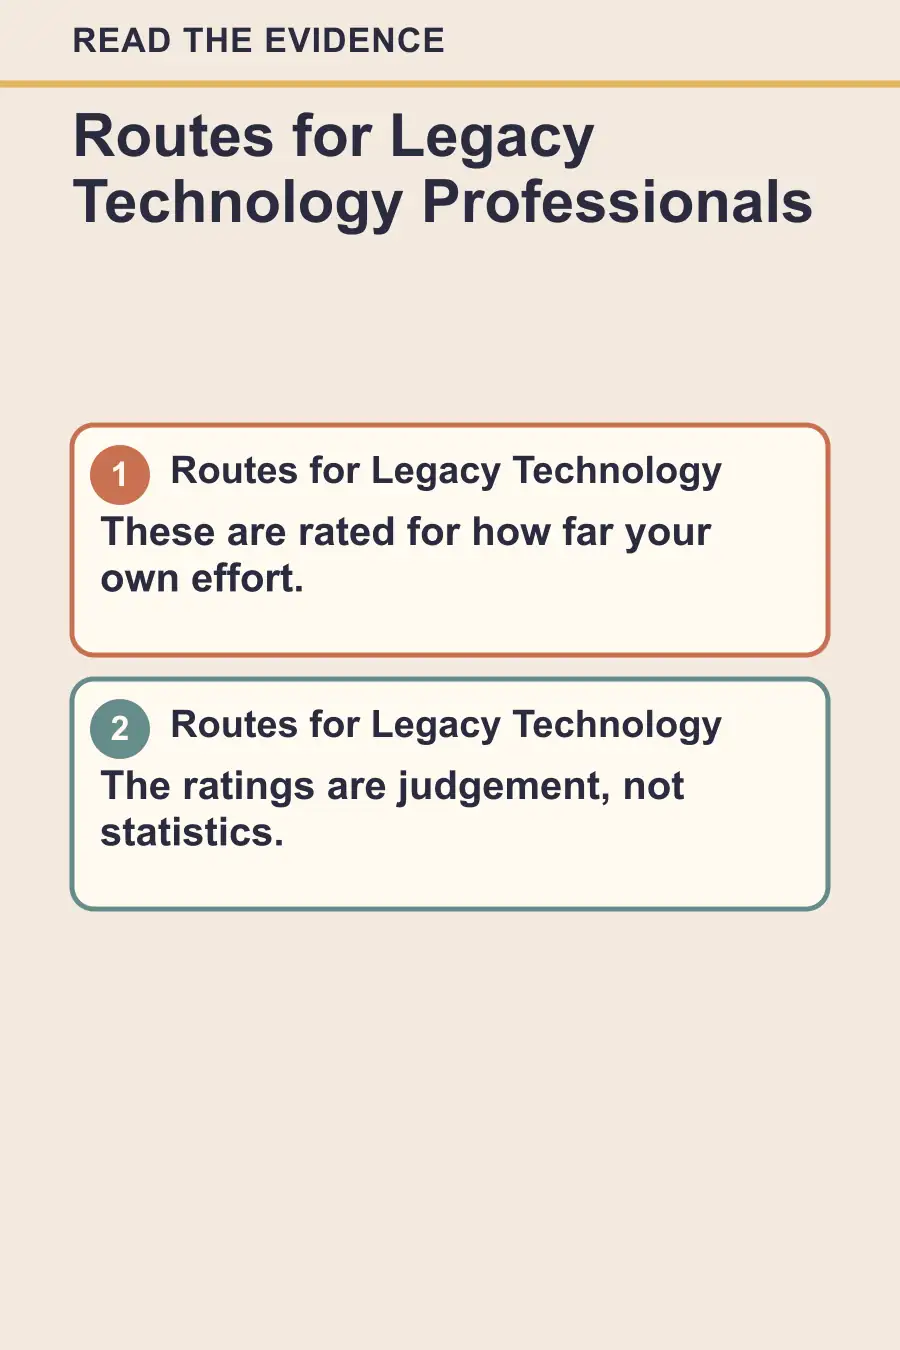 READ THE EVIDENCE
Routes for Legacy
Technology Professionals
1 Routes for Legacy Technology
These are rated for how far your
own effort.
2 Routes for Legacy Technology
The ratings are judgement, not
statistics.